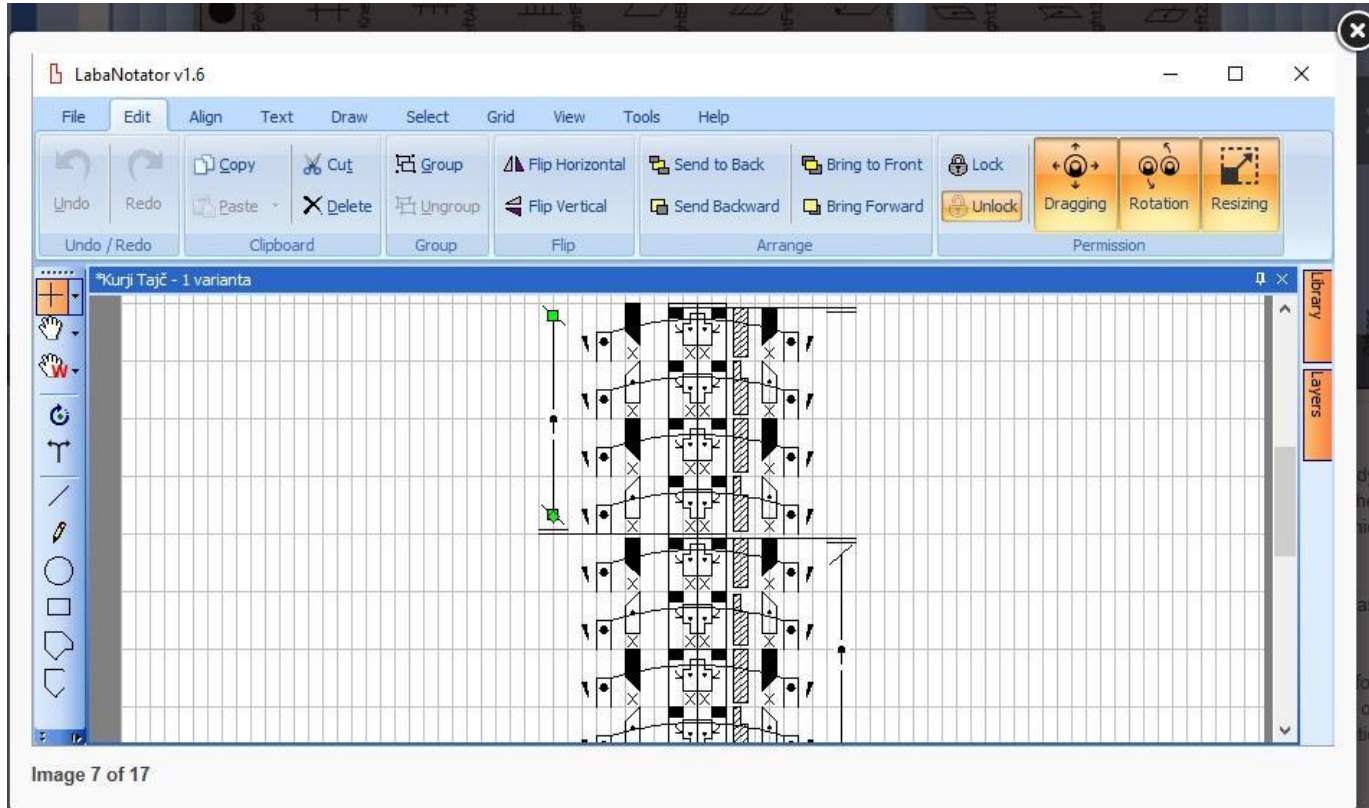 LabaNotator v1.6
File Edit Align Text Draw Select Grid View Tools Help
Copy Cut Group Flip Horizontal Send to Back Bring to Front Lock
Undo Redo Paste Delete Ungroup Flip Vertical Send Backward Bring Forward Unlock Dragging Rotation Resizing
Undo / Redo Clipboard Group Flip Arrange Permission
*Kurji Tajč - 1 varianta
Library
Layers
W
Image 7 of 17